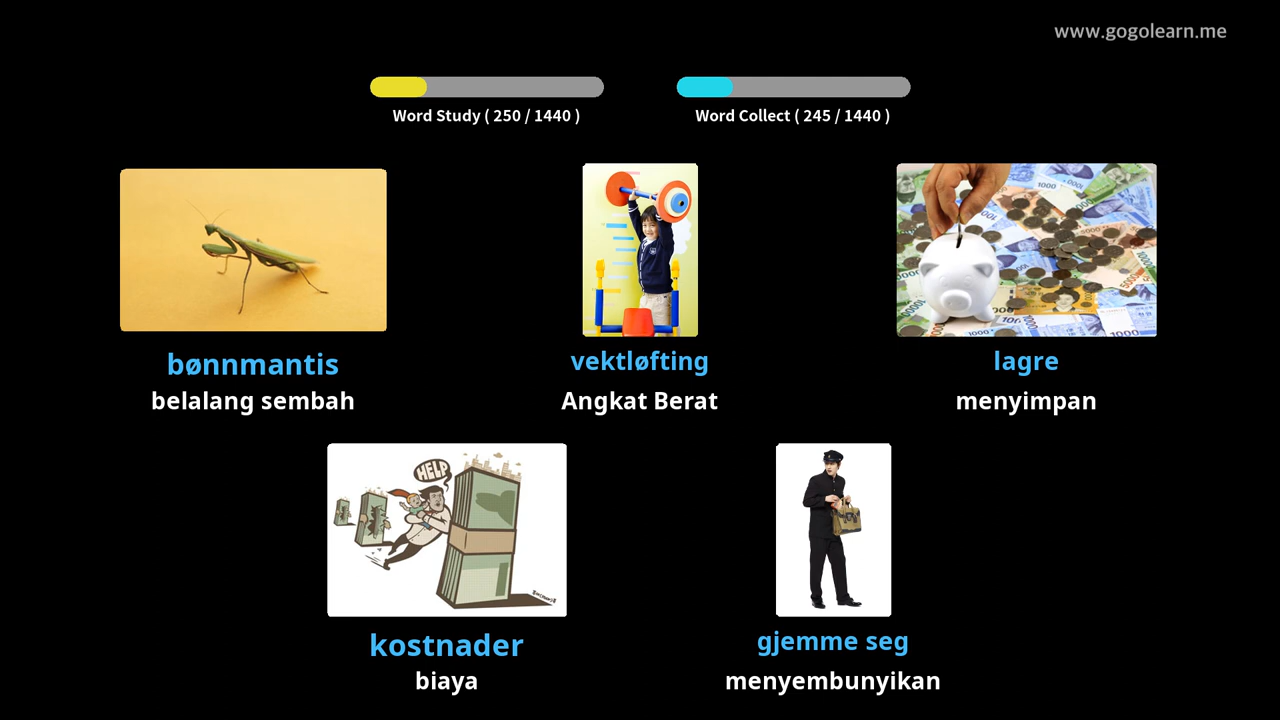 www.gogolearn.me
Word Study ( 250 / 1440 )
Word Collect ( 245 / 1440 )
bønnmantis
belalang sembah
vektløfting
Angkat Berat
lagre
menyimpan
HELP
kostnader
biaya
gjemme seg
menyembunyikan